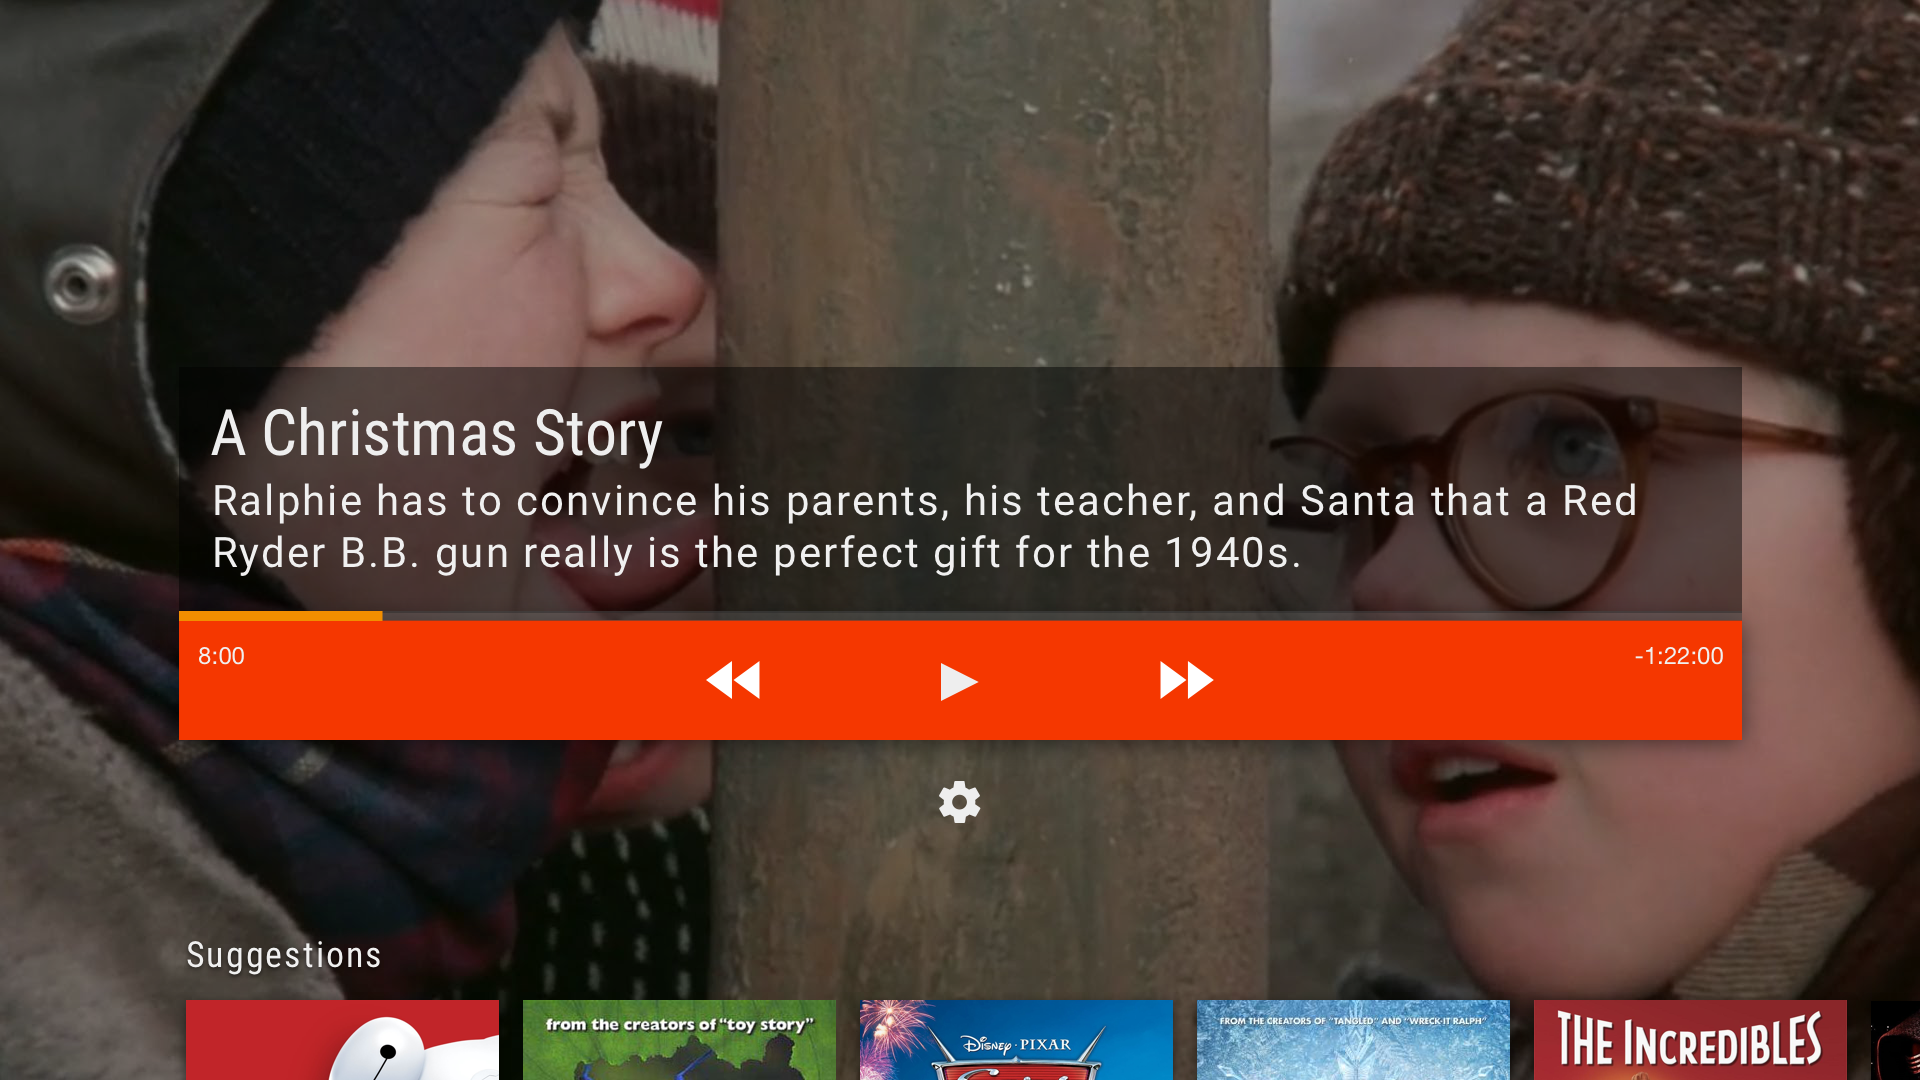 A Christmas Story
Ralphie has to convince his parents, his teacher, and Santa that a Red
Ryder B.B. gun really is the perfect gift for the 1940s.
8:00
-1:22:00
Suggestions
from the creators of "toy story"
DISNEY · PIXAR
FROM THE CREATORS OF "TANGLED" AND "WRECK-IT RALPH"
THE INCREDIBLES